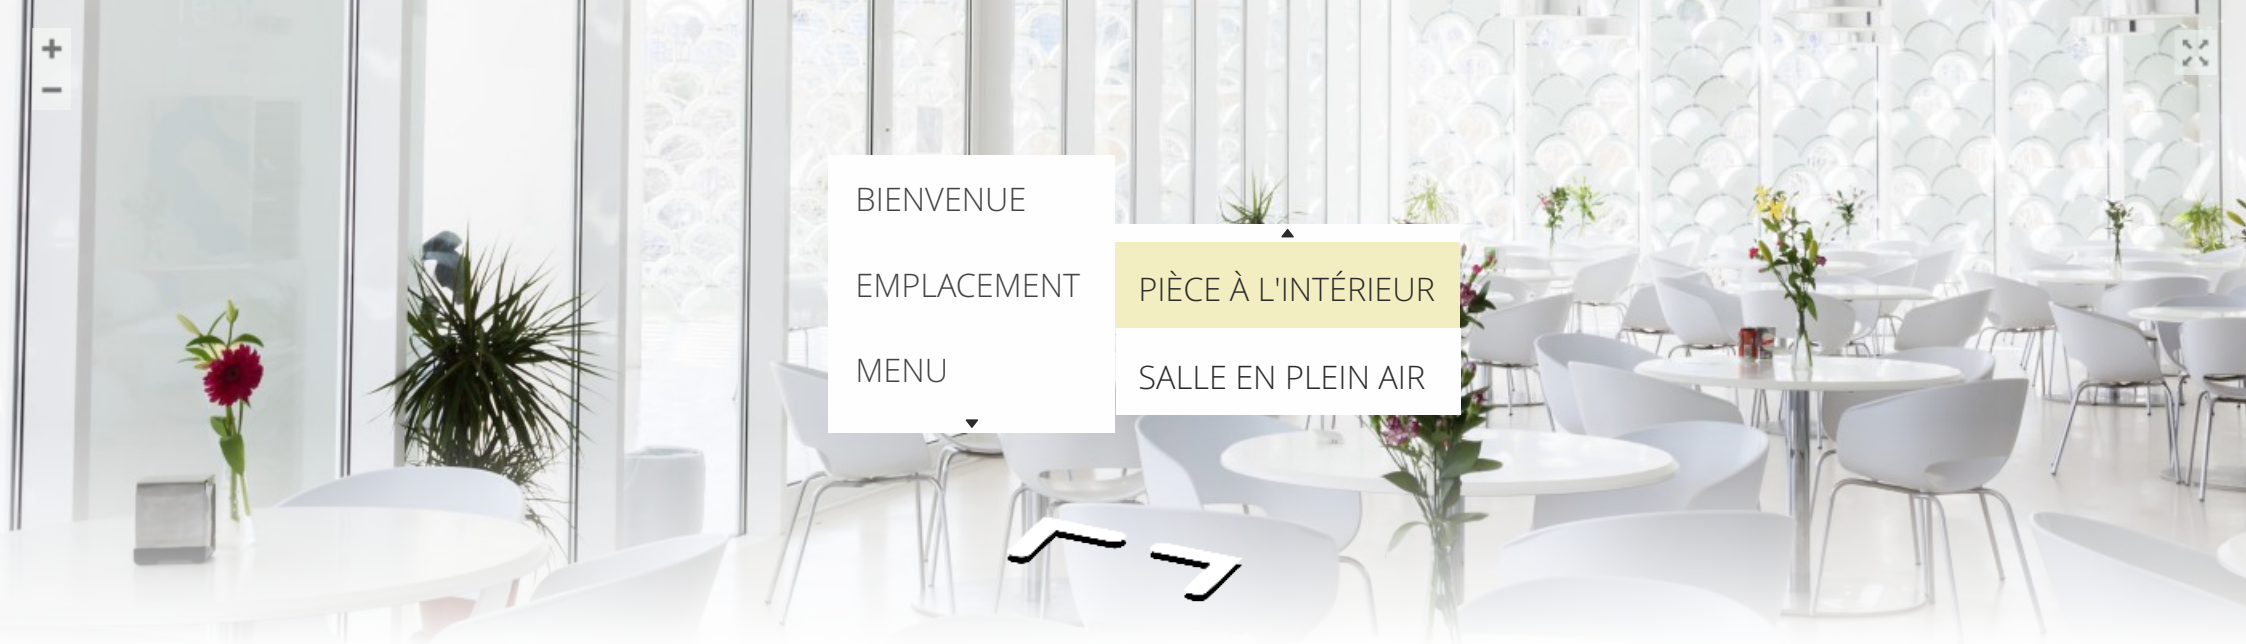 BIENVENUE
EMPLACEMENT
MENU
PIÈCE À L'INTÉRIEUR
SALLE EN PLEIN AIR